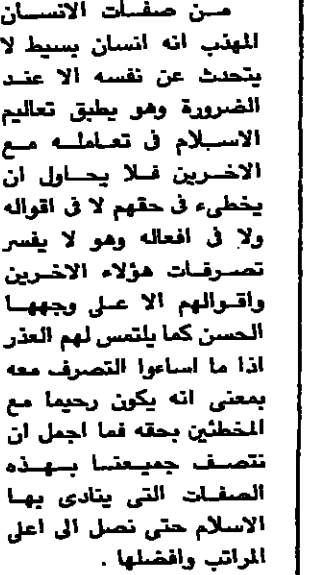 من صفات الانسان
المهذب انه انسان بسيط لا
يتحدث عن نفسه الا عند
الضرورة وهو يطبق تعاليم
الاسلام فى تعامله مع
الاخرين فلا يحاول ان
يخطىء فى حقهم لا فى اقواله
ولا فى افعاله وهو لا يفسر
تصرفات هؤلاء الاخرين
واقوالهم الا على وجهها
الحسن كما يلتمس لهم العذر
اذا ما اساءوا التصرف معه
بمعنى انه يكون رحيما مع
المخطئين بحقه فما اجمل ان
نتصف جميعنا بهذه
الصفات التى ينادى بها
الاسلام حتى نصل الى اعلى
المراتب وافضلها .